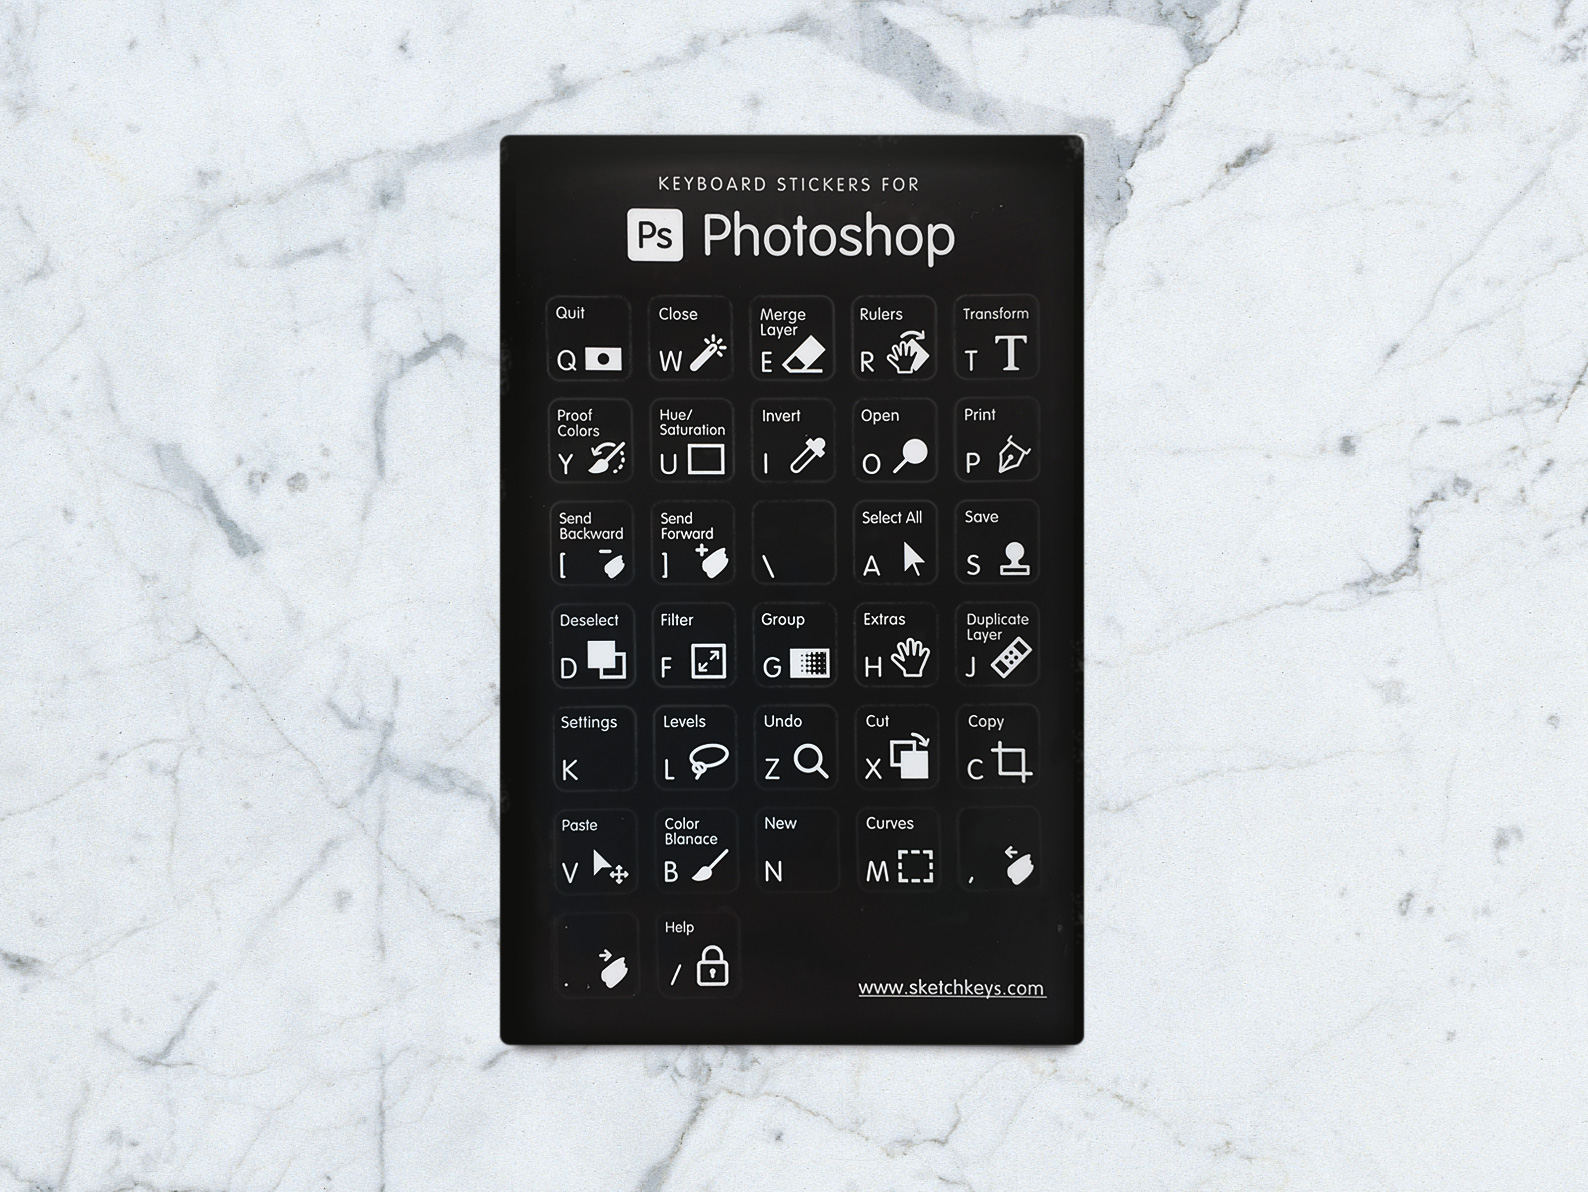 KEYBOARD STICKERS FOR
Ps Photoshop
Quit
Q
Close
W
Merge
Layer
E
Rulers
R
Transform
T T
Proof
Colors
Y
Hue/
Saturation
U
Invert
I
Open
O
Print
P
Send
Backward
[ -
Send
Forward
] +
\
Select All
A
Save
S
Deselect
D
Filter
F
Group
G
Extras
H
Duplicate
Layer
J
Settings
K
Levels
L
Undo
Z
Cut
X
Copy
C
Paste
V
Color
Blanace
B
New
N
Curves
M
,
.
Help
/
www.sketchkeys.com